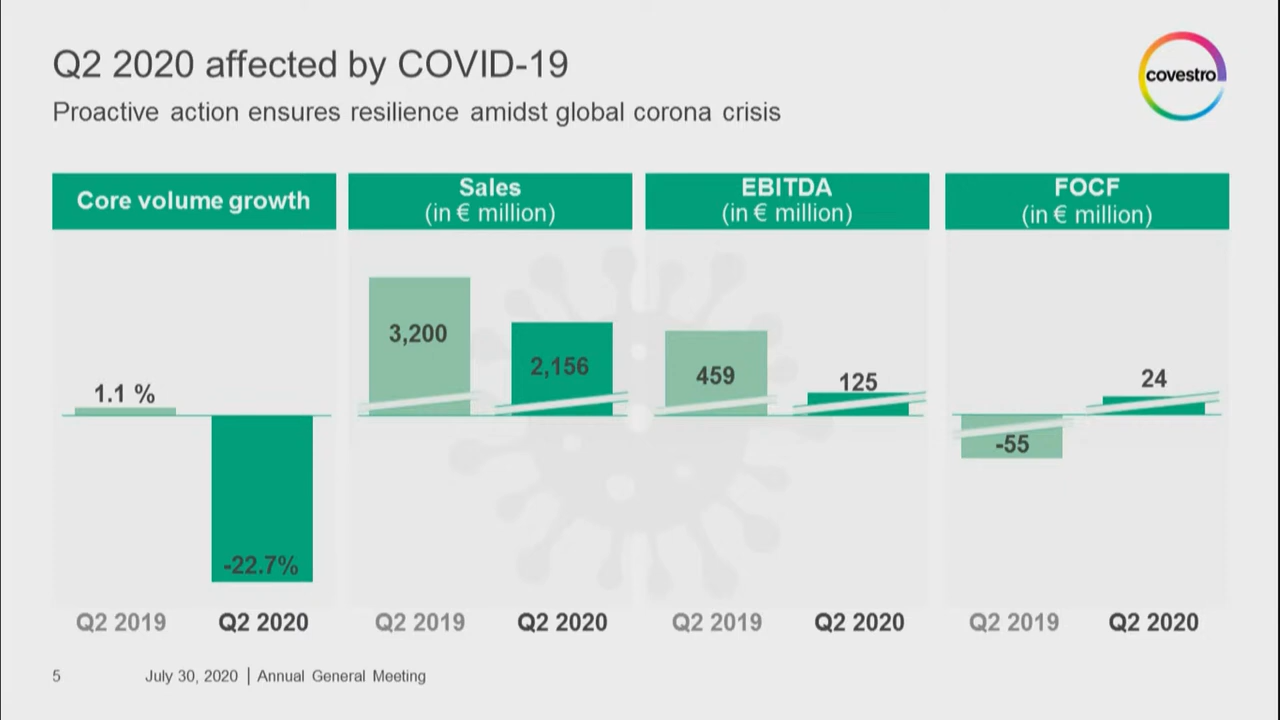 Q2 2020 affected by COVID-19
Proactive action ensures resilience amidst global corona crisis
covestro
Core volume growth
1.1 %
-22.7%
Q2 2019
Q2 2020
Sales
(in € million)
3,200
2,156
Q2 2019
Q2 2020
EBITDA
(in € million)
459
125
Q2 2019
Q2 2020
FOCF
(in € million)
-55
24
Q2 2019
Q2 2020
5
July 30, 2020 | Annual General Meeting